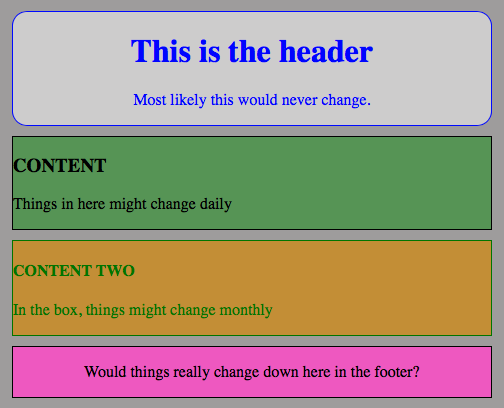 This is the header
Most likely this would never change.
CONTENT
Things in here might change daily
CONTENT TWO
In the box, things might change monthly
Would things really change down here in the footer?